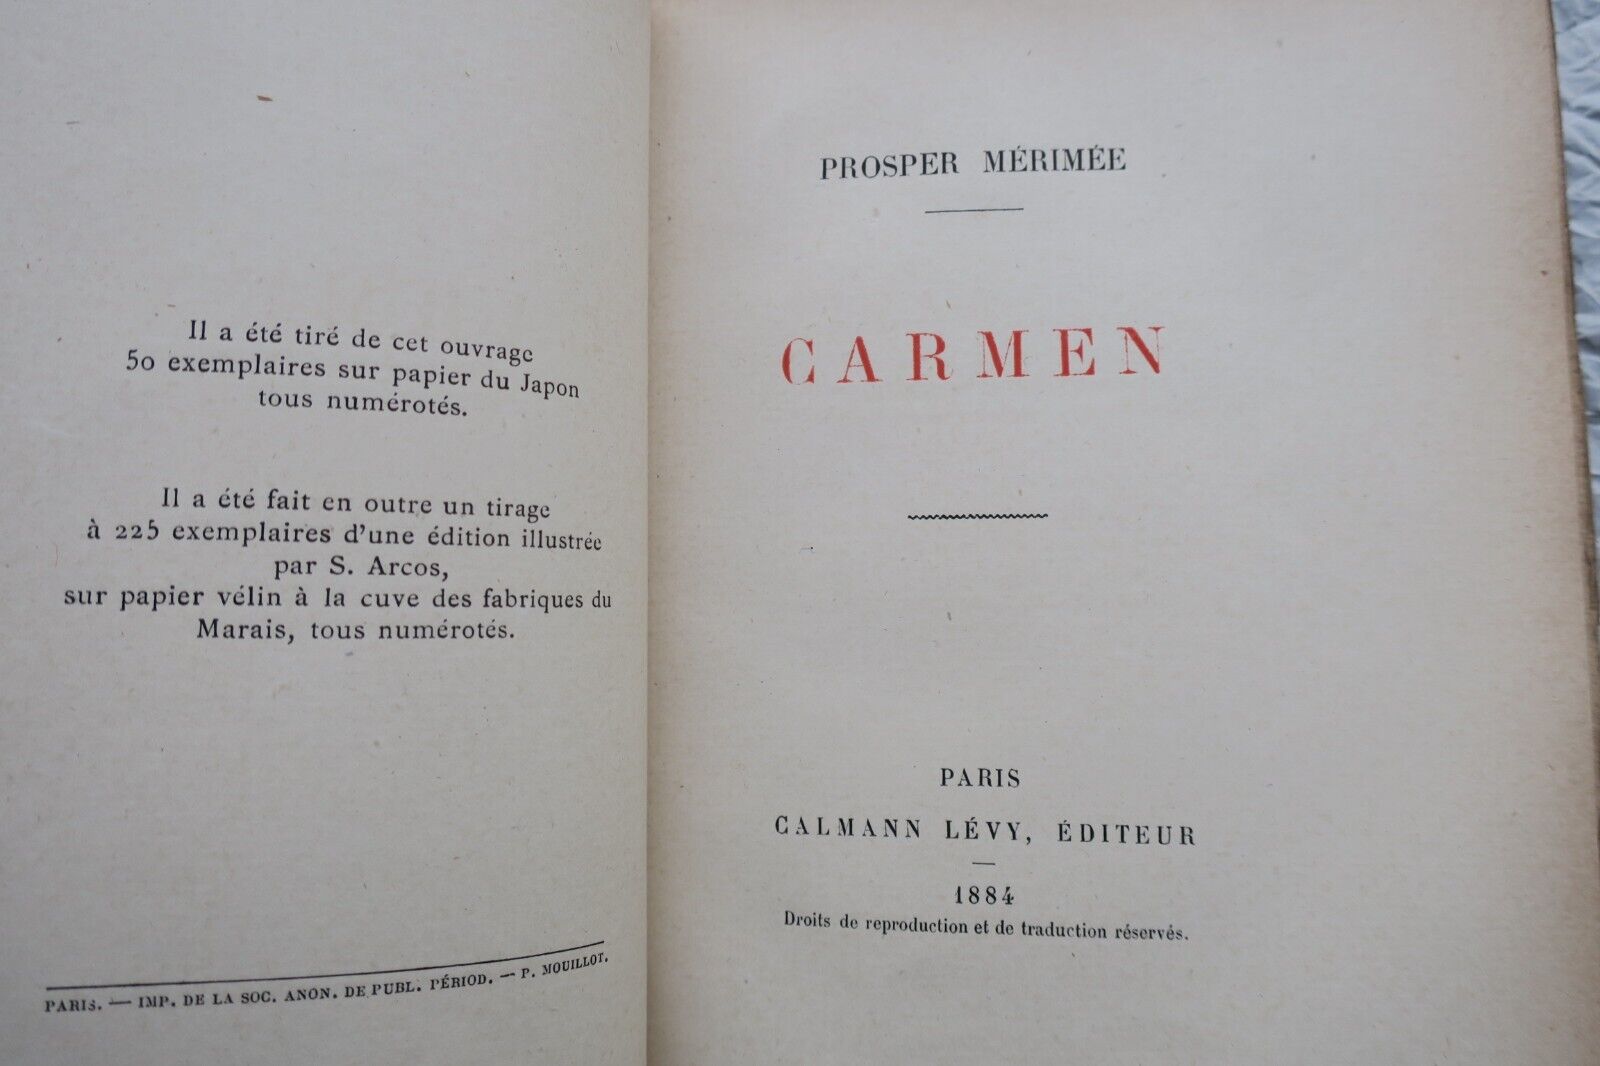 Il a été tiré de cet ouvrage
50 exemplaires sur papier du Japon
tous numérotés.
Il a été fait en outre un tirage
à 225 exemplaires d'une édition illustrée
par S. Arcos,
sur papier vélin à la cuve des fabriques du
Marais, tous numérotés.
PARIS. — IMP. DE LA SOC. ANON. DE PUBL. PÉRIOD. — P. MOUILLOT.
PROSPER MÉRIMÉE
CARMEN
PARIS
CALMANN LÉVY, ÉDITEUR
1884
Droits de reproduction et de traduction réservés.